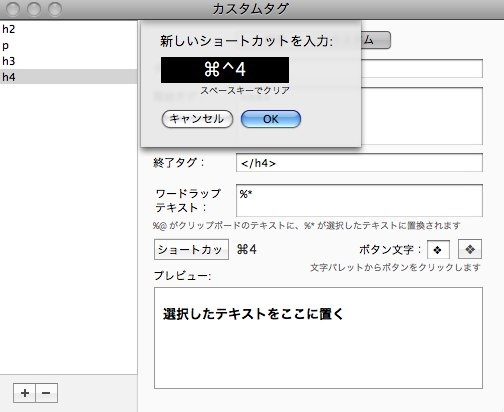 カスタムタグ
h2
p
h3
h4
新しいショートカットを入力:
⌘^4
スペースキーでクリア
キャンセル
OK
終了タグ：
</h4>
ワードラップ
テキスト：
%*
%@ がクリップボードのテキストに、%* が選択したテキストに置換されます
ショートカッ
⌘4
ボタン文字：
❖
❖
文字パレットからボタンをクリックします
プレビュー:
選択したテキストをここに置く
+
−